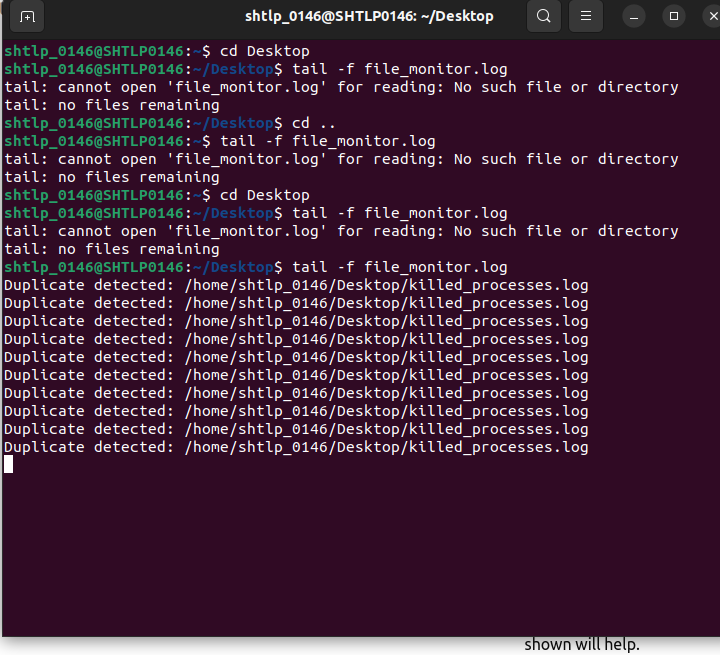 shtlp_0146@SHTLP0146: ~/Desktop
shtlp_0146@SHTLP0146:~$ cd Desktop
shtlp_0146@SHTLP0146:~/Desktop$ tail -f file_monitor.log
tail: cannot open 'file_monitor.log' for reading: No such file or directory
tail: no files remaining
shtlp_0146@SHTLP0146:~/Desktop$ cd ..
shtlp_0146@SHTLP0146:~$ tail -f file_monitor.log
tail: cannot open 'file_monitor.log' for reading: No such file or directory
tail: no files remaining
shtlp_0146@SHTLP0146:~$ cd Desktop
shtlp_0146@SHTLP0146:~/Desktop$ tail -f file_monitor.log
tail: cannot open 'file_monitor.log' for reading: No such file or directory
tail: no files remaining
shtlp_0146@SHTLP0146:~/Desktop$ tail -f file_monitor.log
Duplicate detected: /home/shtlp_0146/Desktop/killed_processes.log
Duplicate detected: /home/shtlp_0146/Desktop/killed_processes.log
Duplicate detected: /home/shtlp_0146/Desktop/killed_processes.log
Duplicate detected: /home/shtlp_0146/Desktop/killed_processes.log
Duplicate detected: /home/shtlp_0146/Desktop/killed_processes.log
Duplicate detected: /home/shtlp_0146/Desktop/killed_processes.log
Duplicate detected: /home/shtlp_0146/Desktop/killed_processes.log
Duplicate detected: /home/shtlp_0146/Desktop/killed_processes.log
Duplicate detected: /home/shtlp_0146/Desktop/killed_processes.log
Duplicate detected: /home/shtlp_0146/Desktop/killed_processes.log
shown will help.